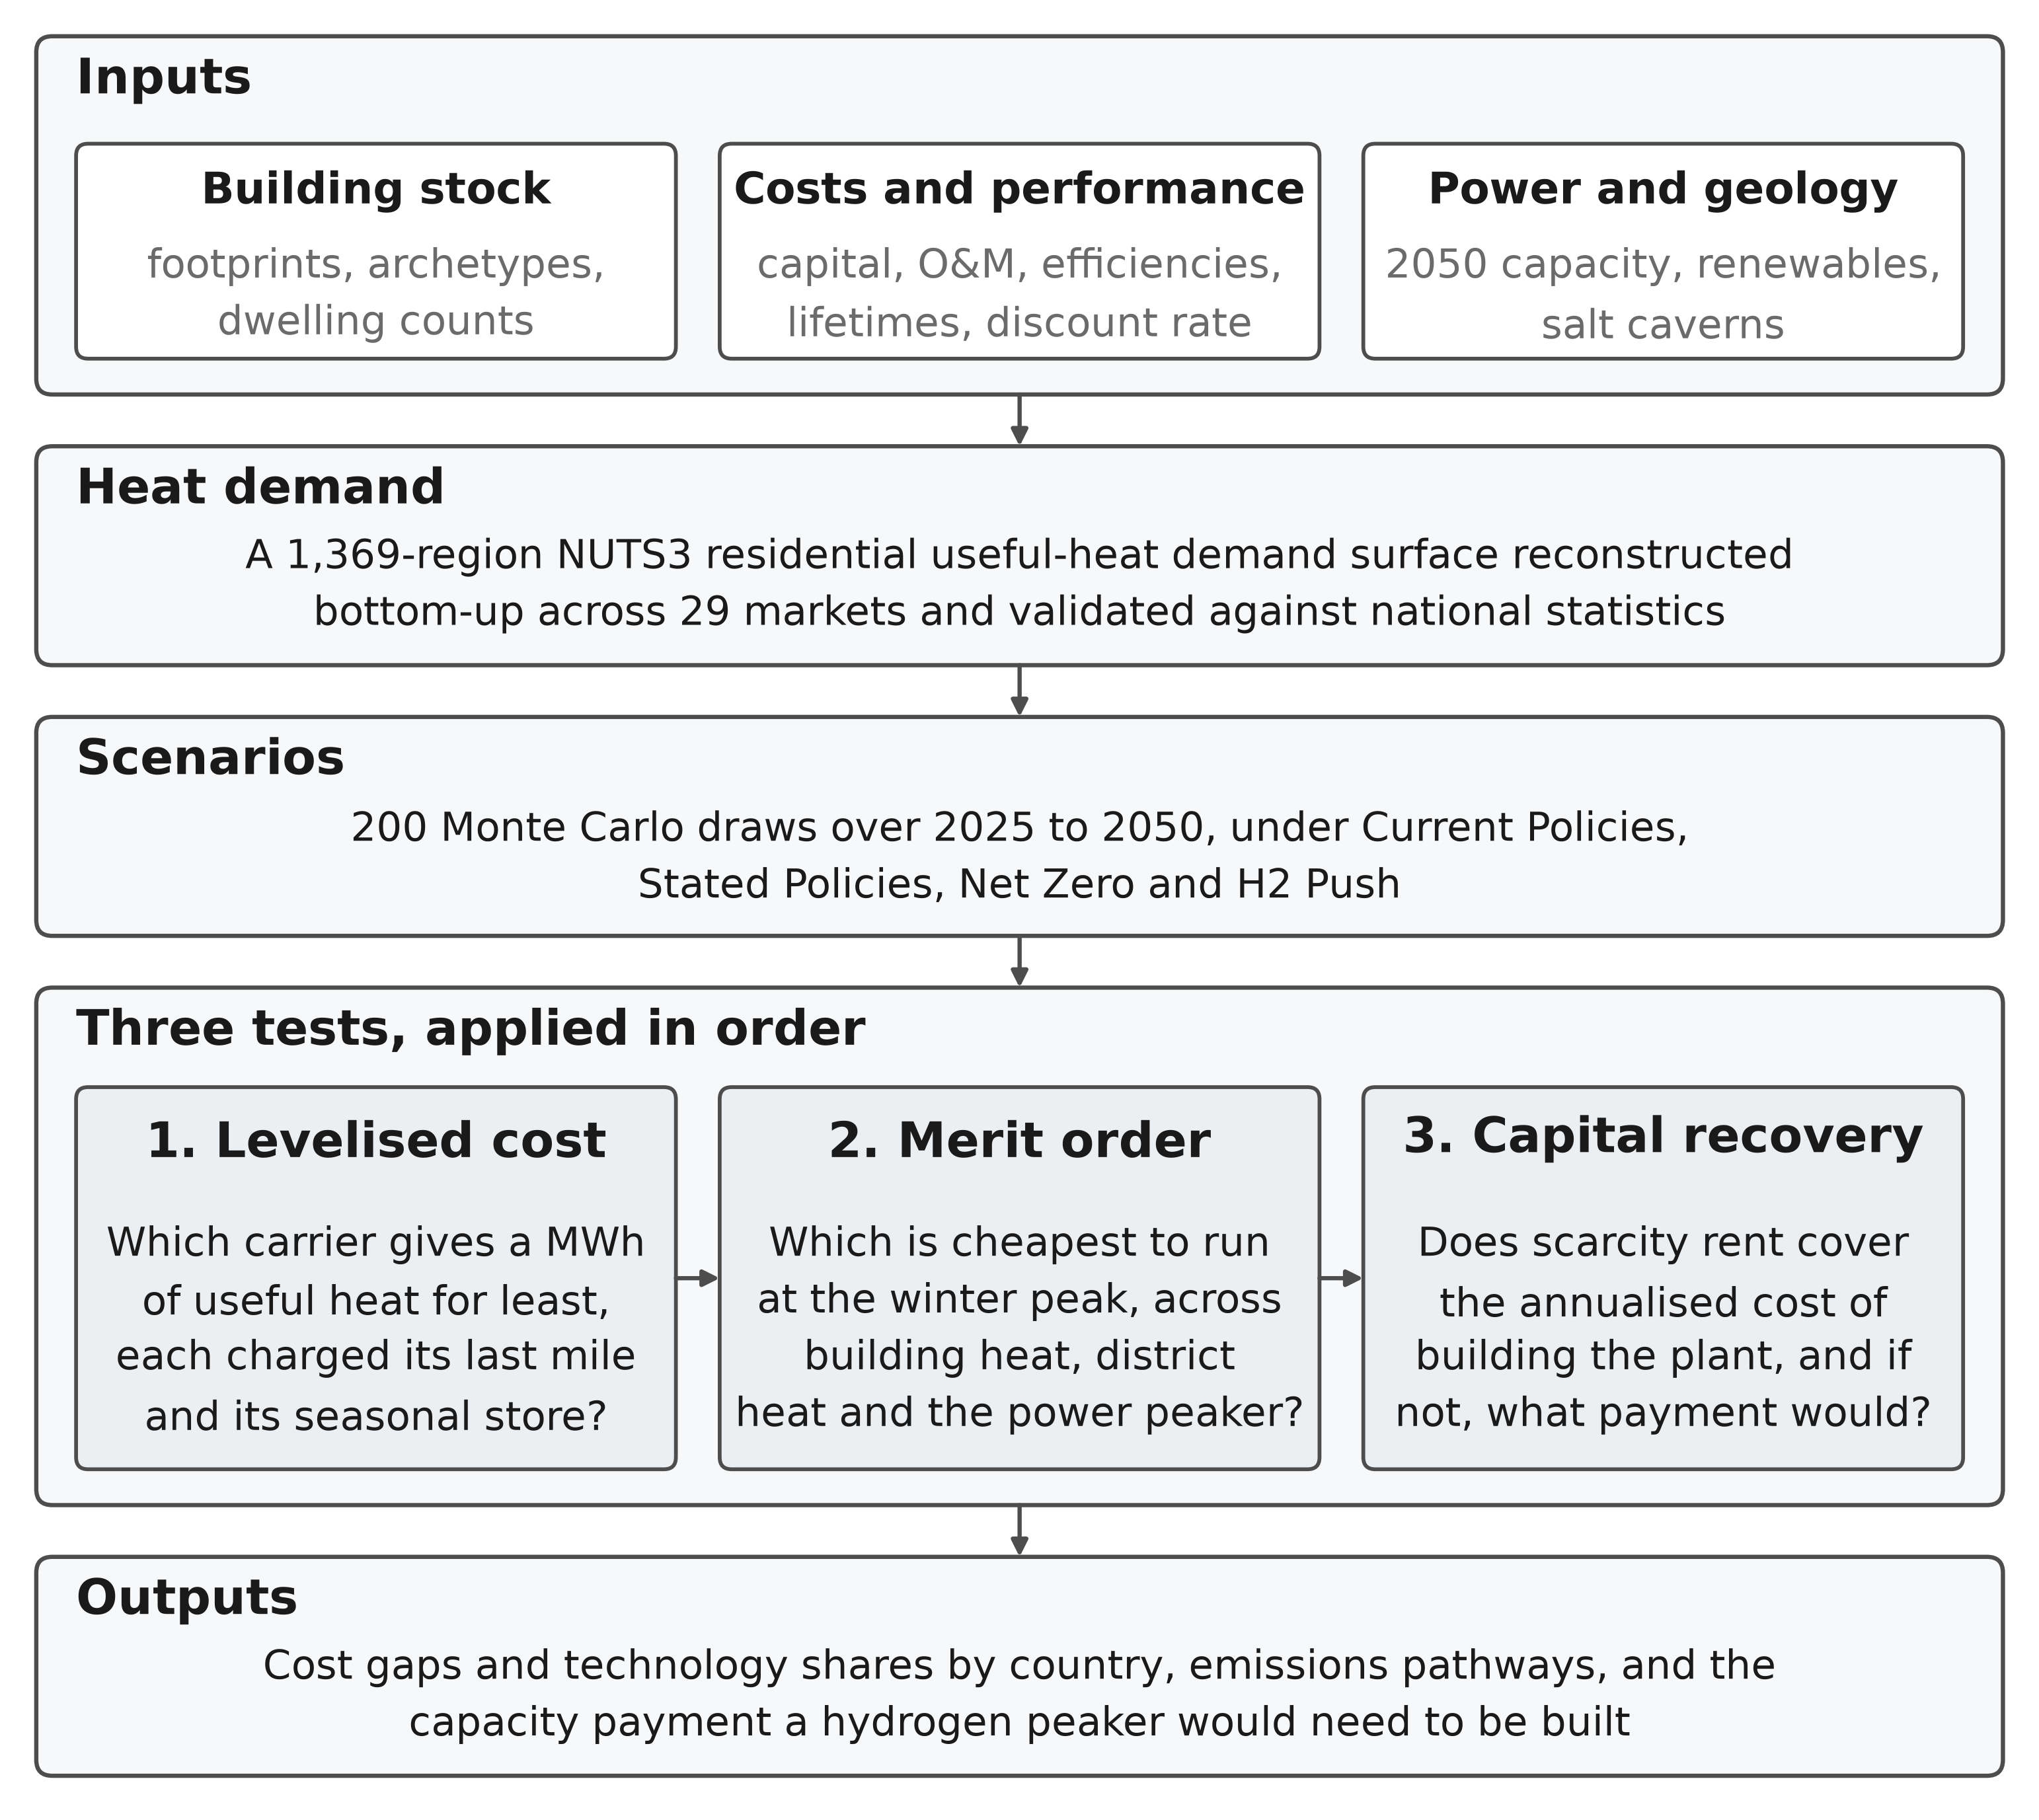 Inputs
Building stock
footprints, archetypes,
dwelling counts
Costs and performance
capital, O&M, efficiencies,
lifetimes, discount rate
Power and geology
2050 capacity, renewables,
salt caverns
Heat demand
A 1,369-region NUTS3 residential useful-heat demand surface reconstructed
bottom-up across 29 markets and validated against national statistics
Scenarios
200 Monte Carlo draws over 2025 to 2050, under Current Policies,
Stated Policies, Net Zero and H2 Push
Three tests, applied in order
1. Levelised cost
Which carrier gives a MWh
of useful heat for least,
each charged its last mile
and its seasonal store?
2. Merit order
Which is cheapest to run
at the winter peak, across
building heat, district
heat and the power peaker?
3. Capital recovery
Does scarcity rent cover
the annualised cost of
building the plant, and if
not, what payment would?
Outputs
Cost gaps and technology shares by country, emissions pathways, and the
capacity payment a hydrogen peaker would need to be built